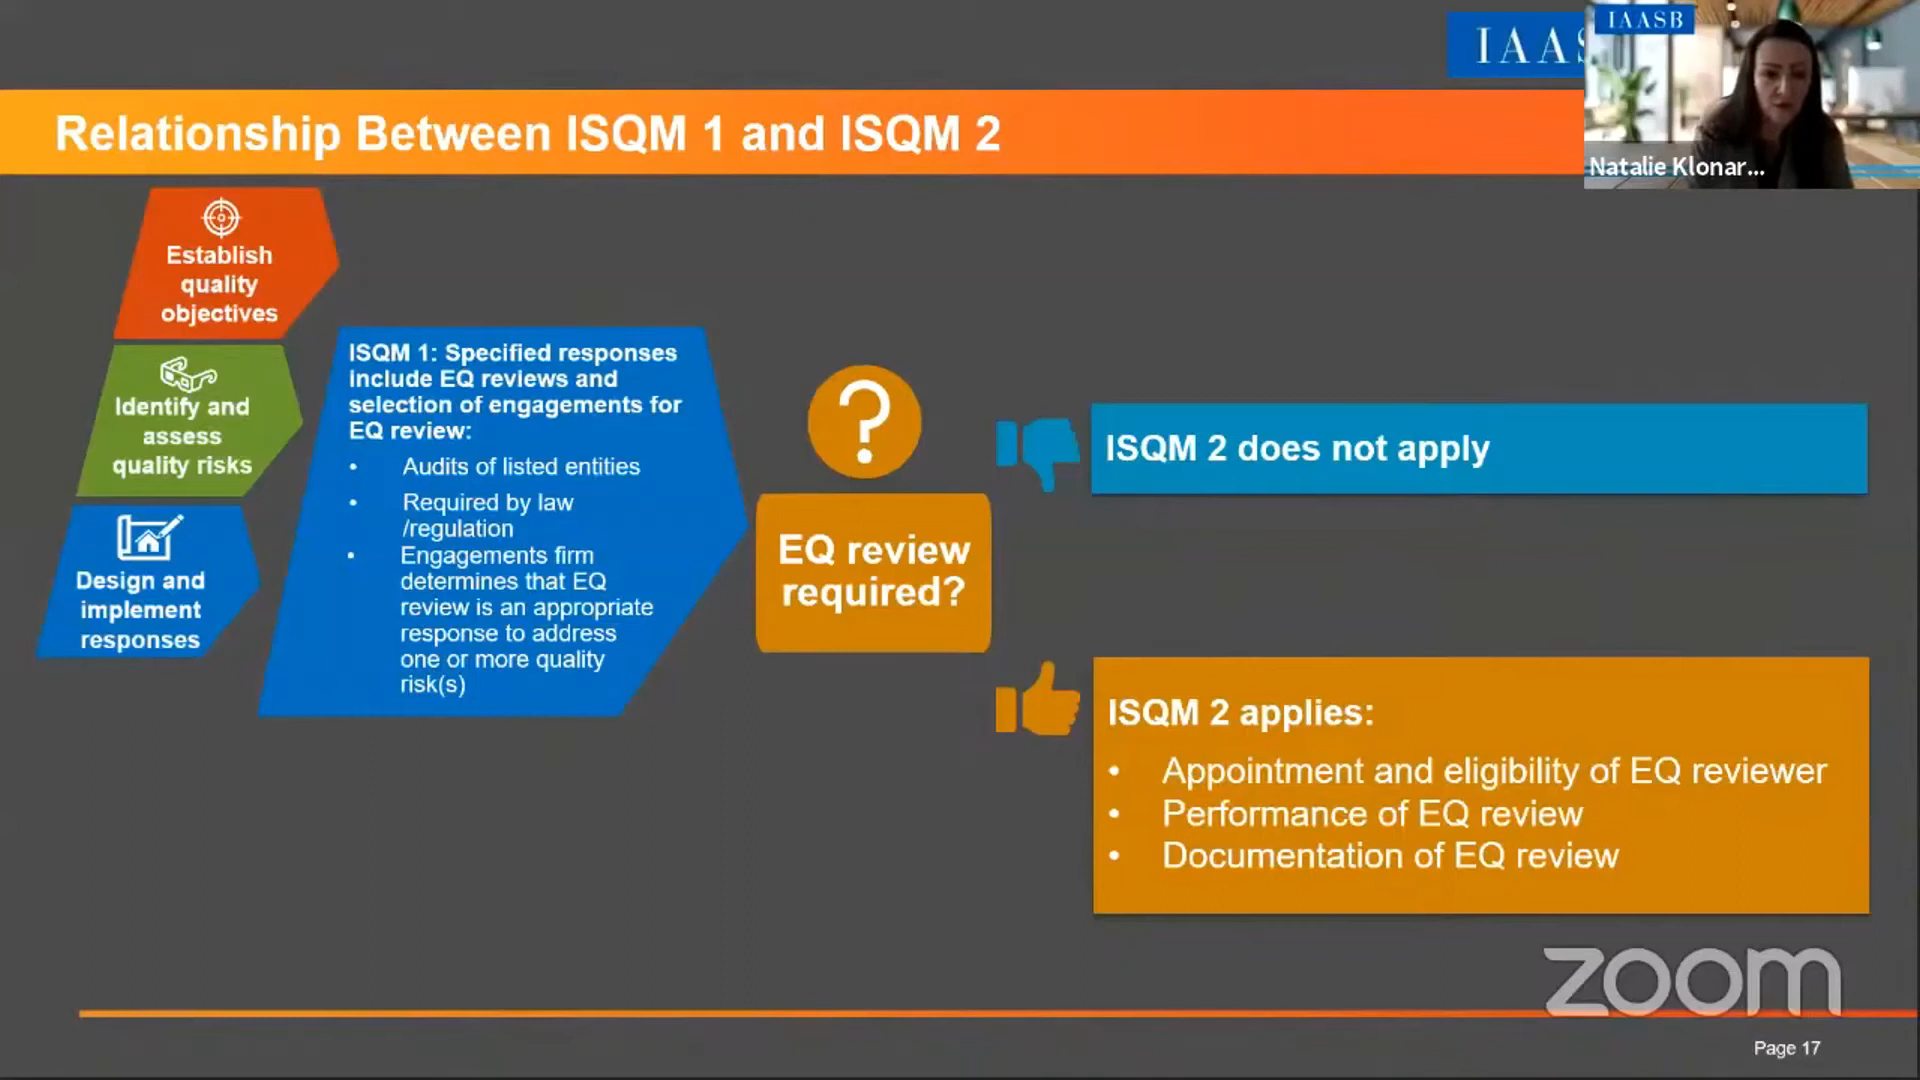 IAAS
IAASB
Natalie Klonar...
Relationship Between ISQM 1 and ISQM 2
Establish
quality
objectives
Identify and
assess
quality risks
Design and
implement
responses
ISQM 1: Specified responses
include EQ reviews and
selection of engagements for
EQ review:
• Audits of listed entities
• Required by law
/regulation
• Engagements firm
determines that EQ
review is an appropriate
response to address
one or more quality
risk(s)
?
EQ review
required?
ISQM 2 does not apply
ISQM 2 applies:
• Appointment and eligibility of EQ reviewer
• Performance of EQ review
• Documentation of EQ review
zoom
Page 17